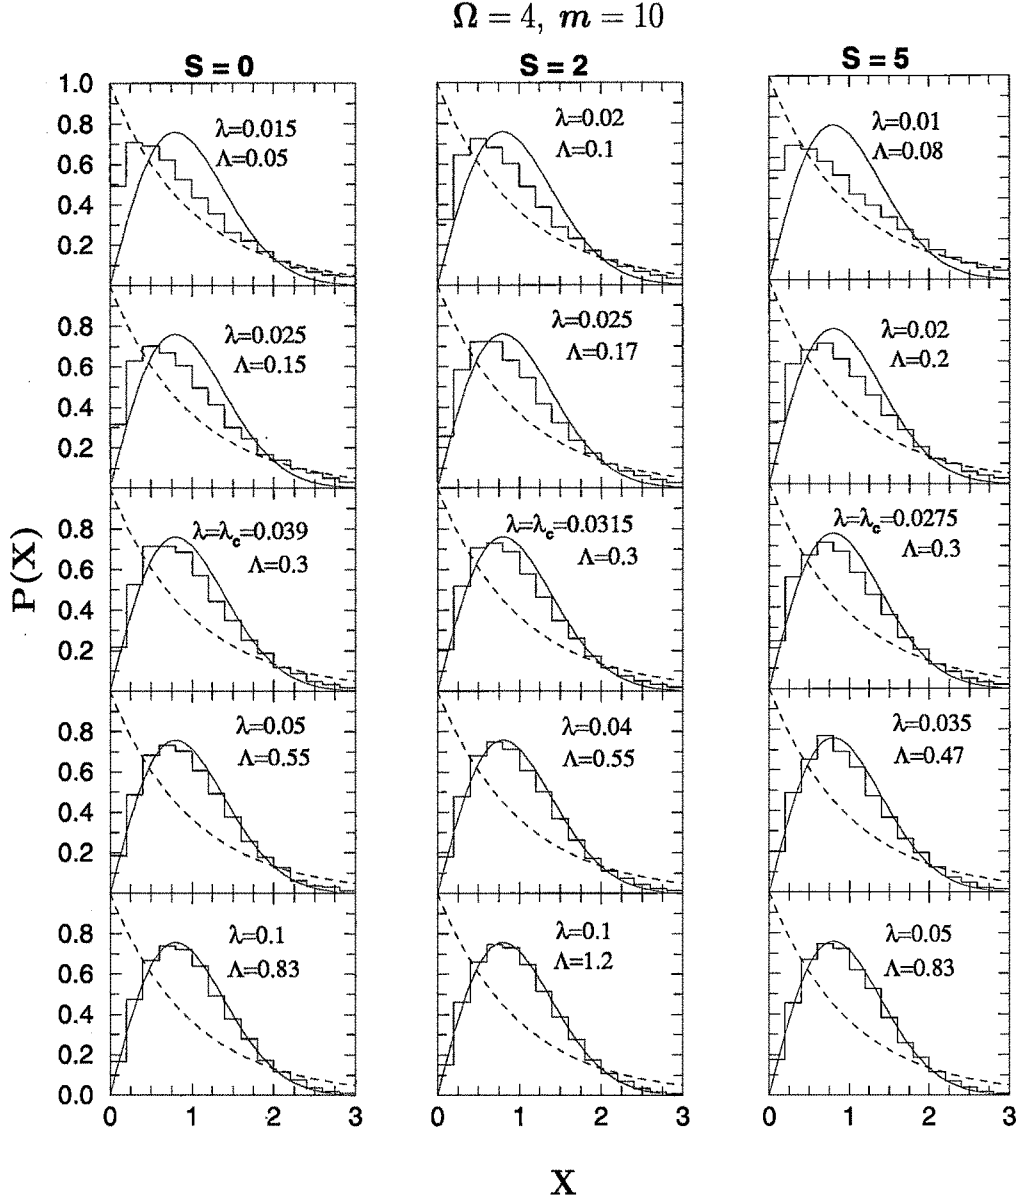 Ω = 4, m = 10
S = 0
S = 2
S = 5
1.0
0.8
0.6
0.4
0.2
λ=0.015
Λ=0.05
λ=0.02
Λ=0.1
λ=0.01
Λ=0.08
0.8
0.6
0.4
0.2
λ=0.025
Λ=0.15
λ=0.025
Λ=0.17
λ=0.02
Λ=0.2
P(X)
0.8
0.6
0.4
0.2
λ=λc=0.039
Λ=0.3
λ=λc=0.0315
Λ=0.3
λ=λc=0.0275
Λ=0.3
0.8
0.6
0.4
0.2
λ=0.05
Λ=0.55
λ=0.04
Λ=0.55
λ=0.035
Λ=0.47
0.8
0.6
0.4
0.2
0.0
λ=0.1
Λ=0.83
λ=0.1
Λ=1.2
λ=0.05
Λ=0.83
0 1 2 3
0 1 2 3
0 1 2 3
X